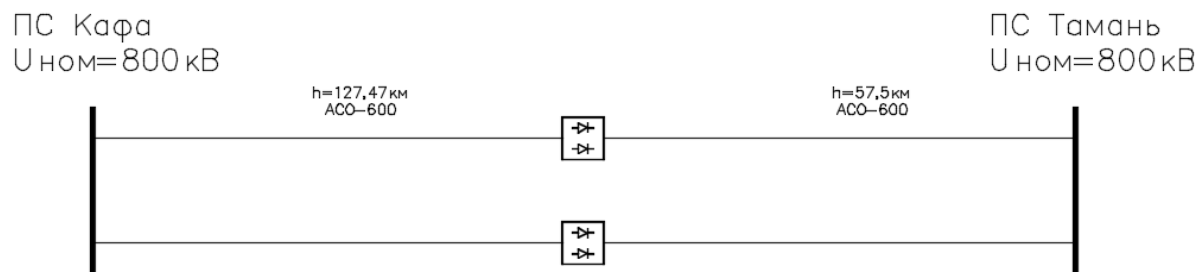 ПС Кафа
Uном=800кВ
ПС Тамань
Uном=800кВ
h=127,47км
АСО-600
h=57,5км
АСО-600